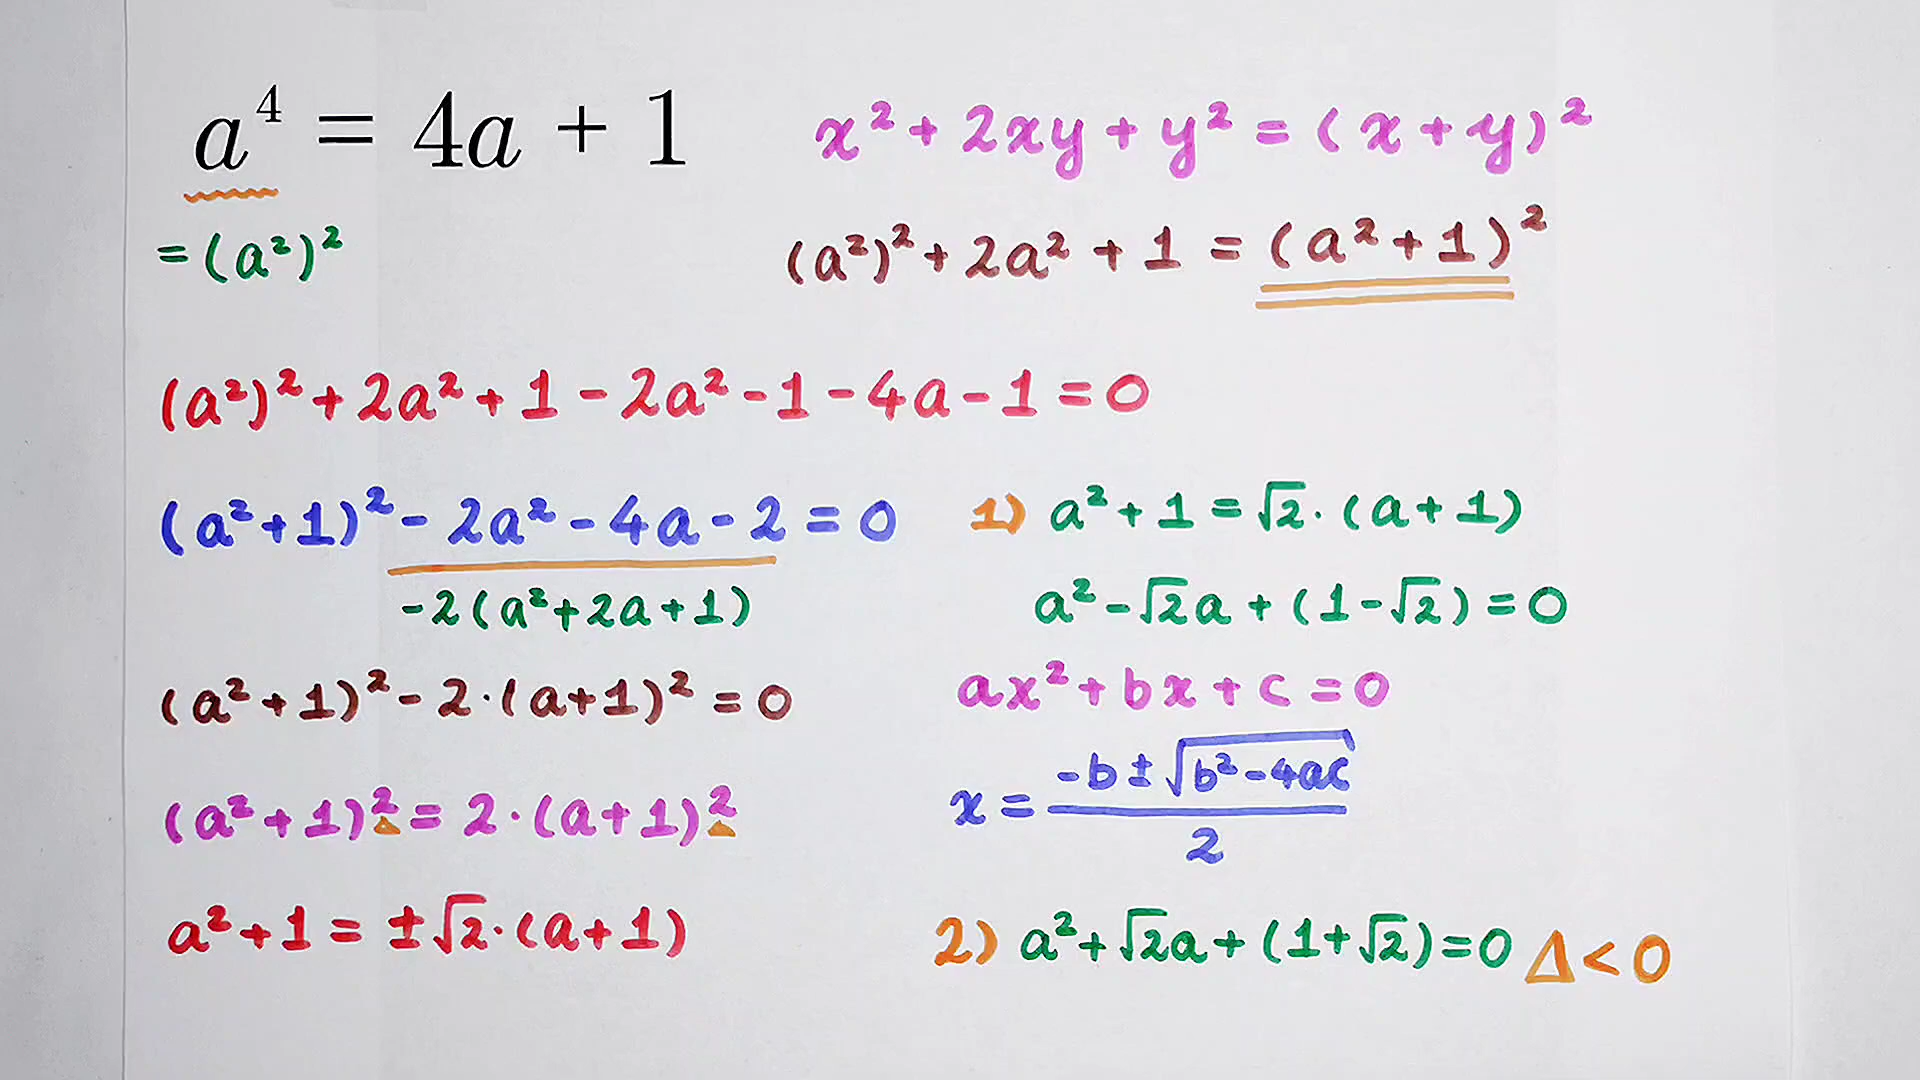 a⁴ = 4a + 1
= (a²)²
x² + 2xy + y² = (x + y)²
(a²)² + 2a² + 1 = (a² + 1)²
(a²)² + 2a² + 1 - 2a² - 1 - 4a - 1 = 0
(a² + 1)² - 2a² - 4a - 2 = 0
-2(a² + 2a + 1)
(a² + 1)² - 2·(a + 1)² = 0
(a² + 1)² = 2·(a + 1)²
a² + 1 = ±√2·(a + 1)
1) a² + 1 = √2·(a + 1)
a² - √2a + (1 - √2) = 0
ax² + bx + c = 0
x = (-b ± √(b² - 4ac)) / 2
2) a² + √2a + (1 + √2) = 0 Δ < 0